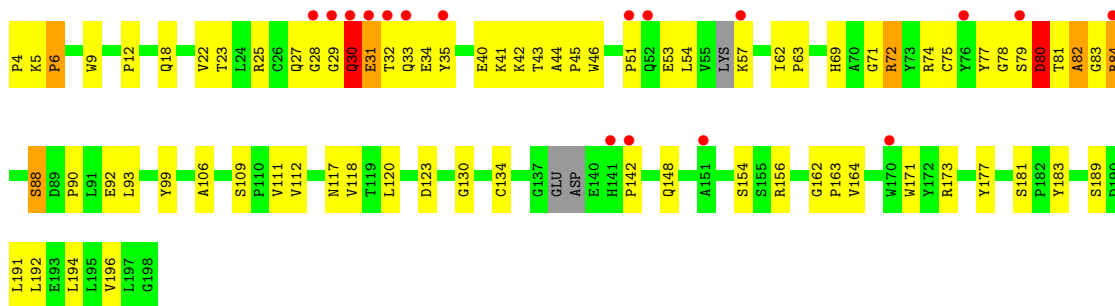 P4 K5 P6 W9 P12 Q18 V22 T23 L24 R25 C26 Q27 G28 G29 Q30 E31 T32 Q33 E34 Y35 E40 K41 K42 T43 A44 P45 W46 P51 Q52 E53 L54 V55 LYS K57 I62 P63 H69 A70 G71 R72 Y73 R74 C75 Y76 Y77 G78 S79 D80 T81 A82 G83
S88 D89 P90 L91 E92 L93 Y99 A106 S109 P110 V111 V112 N117 V118 T119 L120 D123 G130 C134 G137 GLU ASP E140 H141 P142 Q148 A151 S154 S155 R156 G162 P163 V164 W170 W171 Y172 R173 Y177 S181 P182 Y183 S189
L191 L192 E193 L194 L195 V196 L197 G198